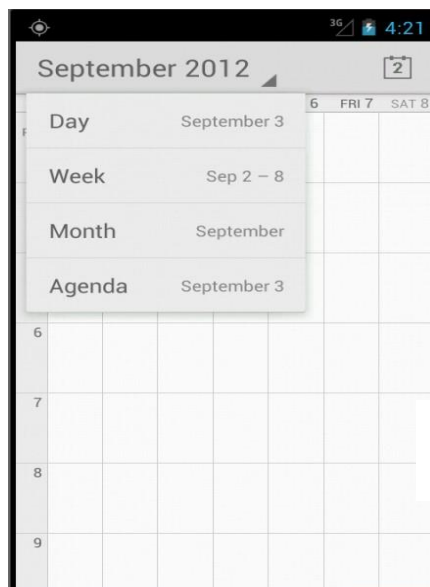 3G 4:21
September 2012 2
6 FRI 7 SAT 8
Day September 3
Week Sep 2 – 8
Month September
Agenda September 3
6
7
8
9